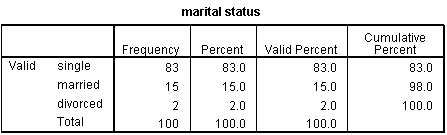 marital status
Frequency Percent Valid Percent Cumulative Percent
Valid single 83 83.0 83.0 83.0
married 15 15.0 15.0 98.0
divorced 2 2.0 2.0 100.0
Total 100 100.0 100.0